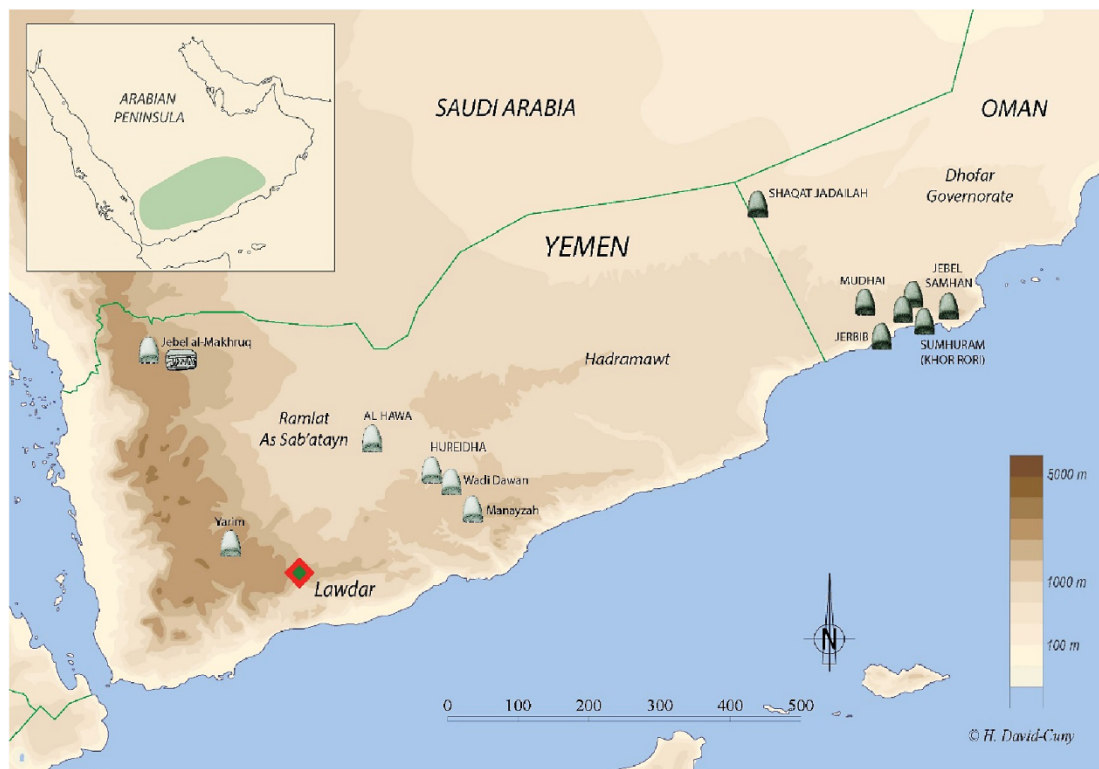 ARABIAN
PENINSULA
SAUDI ARABIA
OMAN
Dhofar
Governorate
SHAQAT JADAILAH
YEMEN
MUDHAI
JEBEL
SAMHAN
JERBIB
SUMHURAM
(KHOR RORI)
Jebel al-Makhruq
Hadramawt
Ramlat
As Sab'atayn
AL HAWA
HUREIDHA
Wadi Dawan
Manayzah
Yarim
Lawdar
5000 m
1000 m
100 m
N
0 100 200 300 400 500
© H. David-Cuny